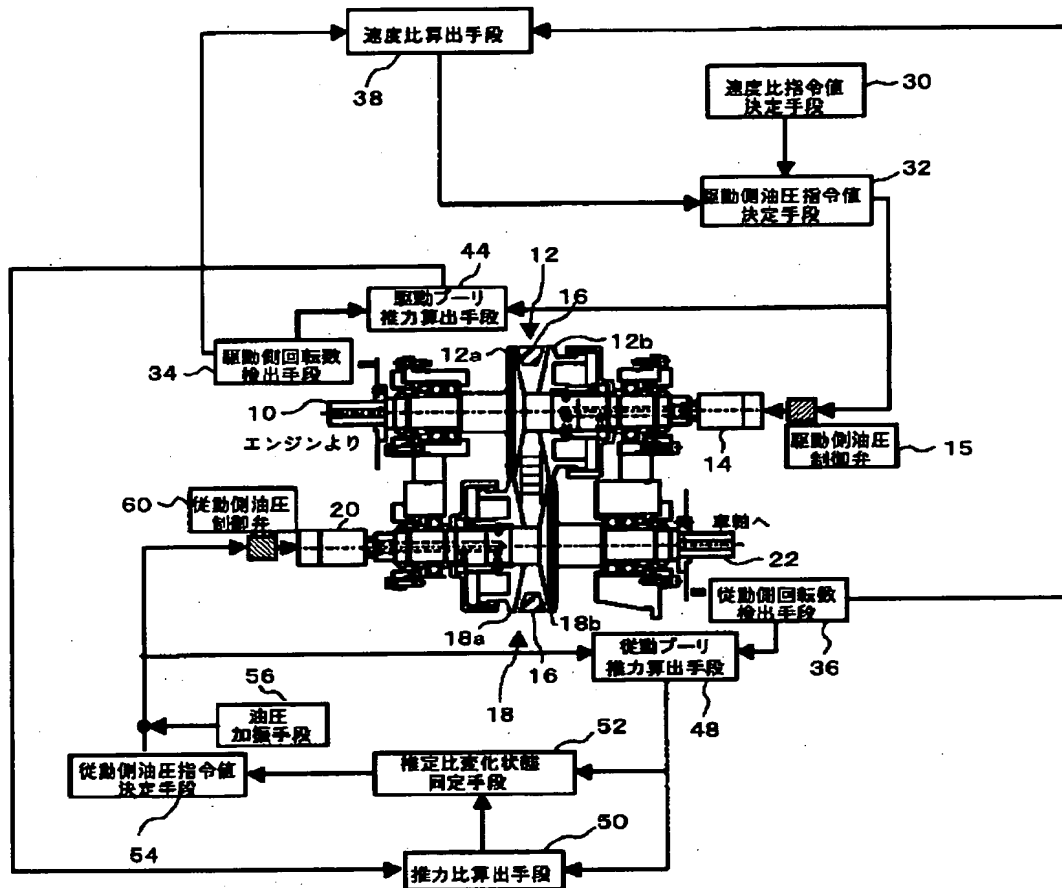 速度比算出手段
38
速度比指令値
決定手段
30
32
駆動側油圧指令値
決定手段
44
12
16
駆動プーリ
推力算出手段
12a
12b
34
駆動側回転数
検出手段
10
エンジンより
14
駆動側油圧
制御弁
15
60
従動側油圧
制御弁
20
車軸へ
22
従動側回転数
検出手段
36
18a
16
18b
18
従動プーリ
推力算出手段
48
56
油圧
加振手段
52
推定比変化状態
同定手段
従動側油圧指令値
決定手段
54
50
推力比算出手段